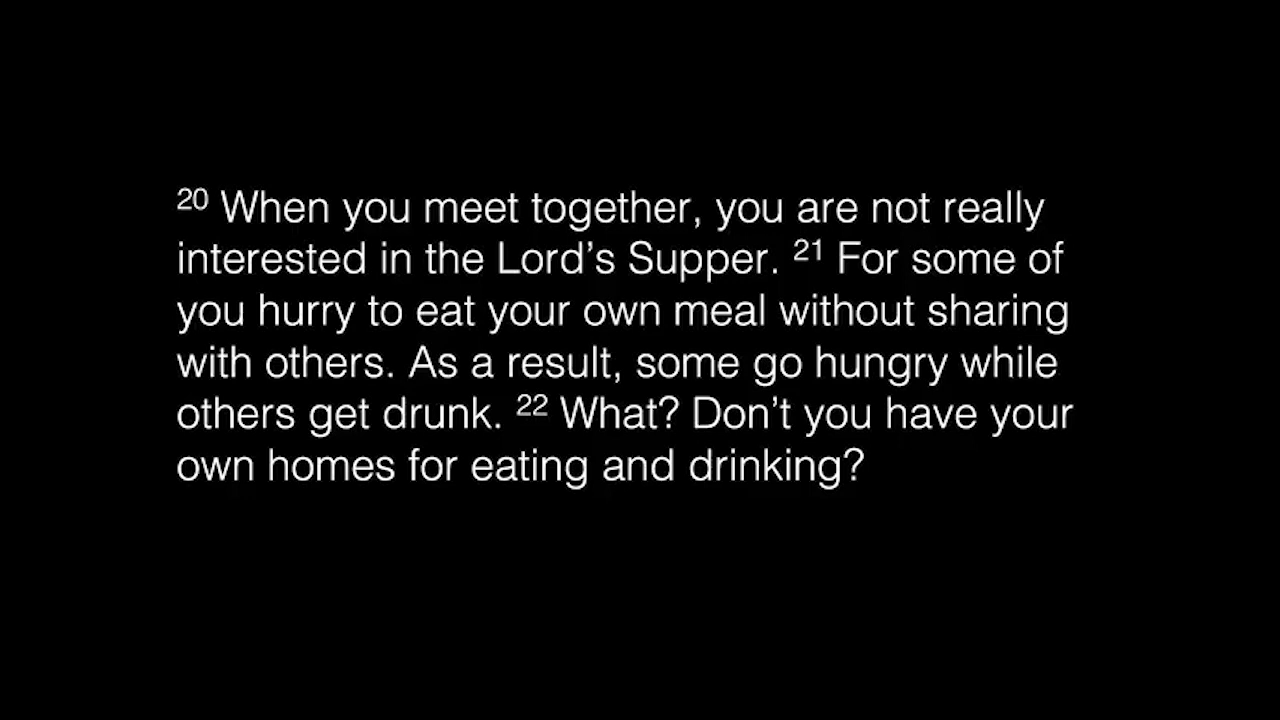 20 When you meet together, you are not really
interested in the Lord’s Supper. 21 For some of
you hurry to eat your own meal without sharing
with others. As a result, some go hungry while
others get drunk. 22 What? Don’t you have your
own homes for eating and drinking?